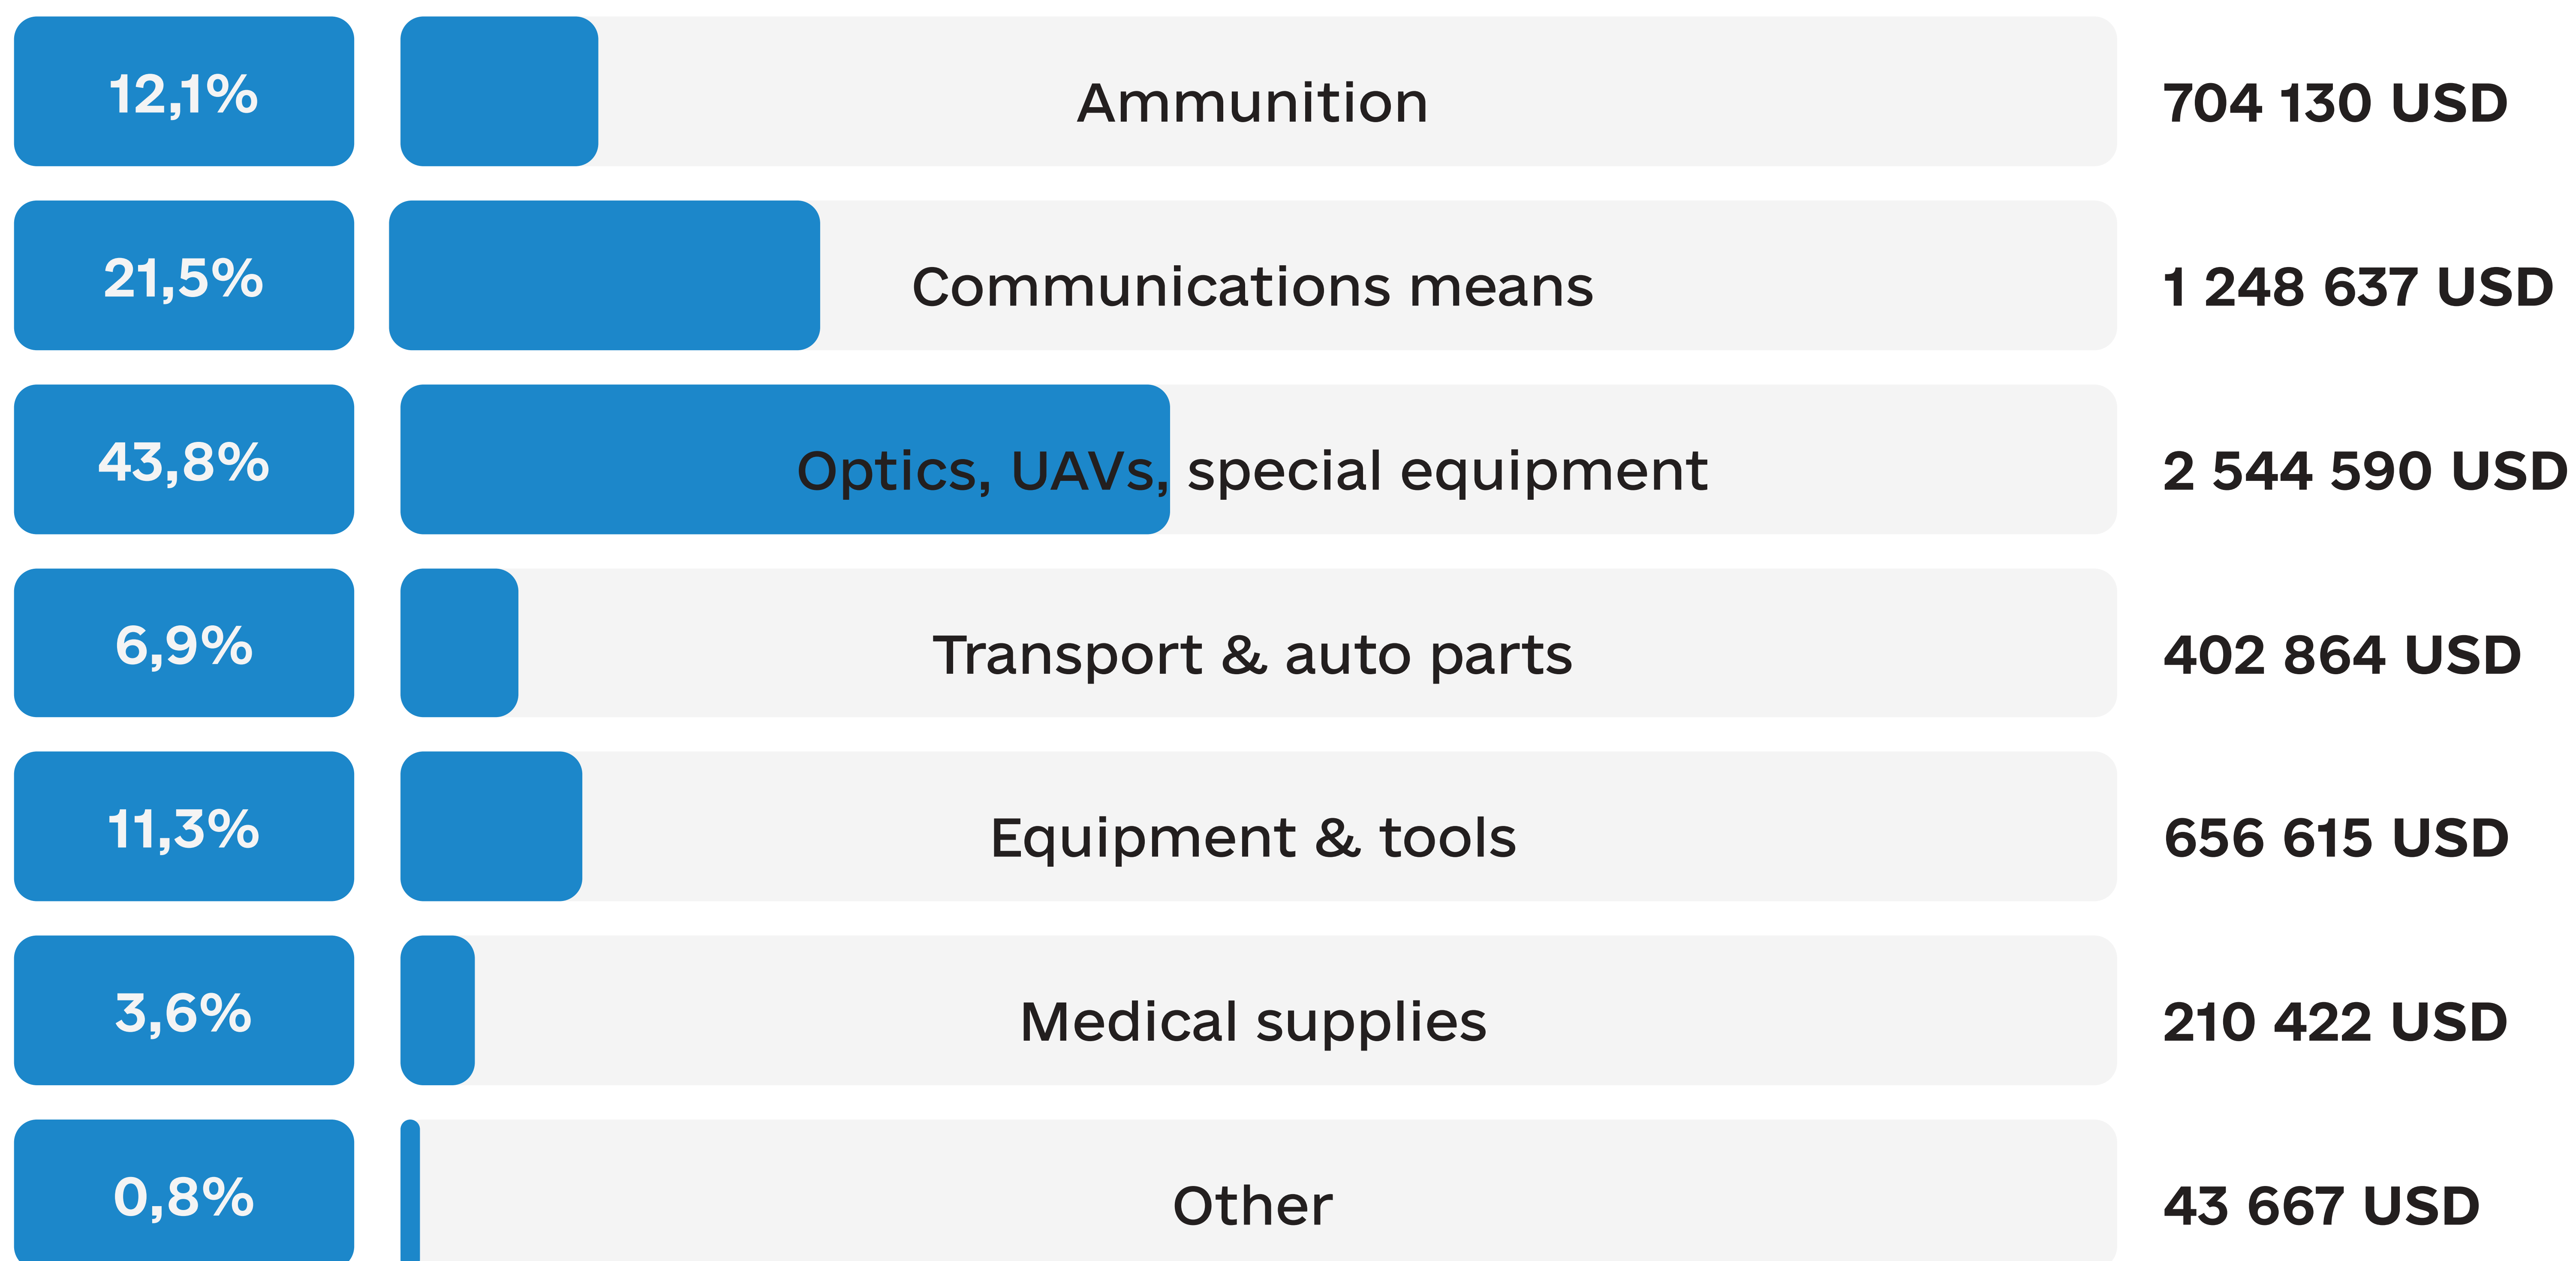 12,1% Ammunition 704 130 USD
21,5% Communications means 1 248 637 USD
43,8% Optics, UAVs, special equipment 2 544 590 USD
6,9% Transport & auto parts 402 864 USD
11,3% Equipment & tools 656 615 USD
3,6% Medical supplies 210 422 USD
0,8% Other 43 667 USD